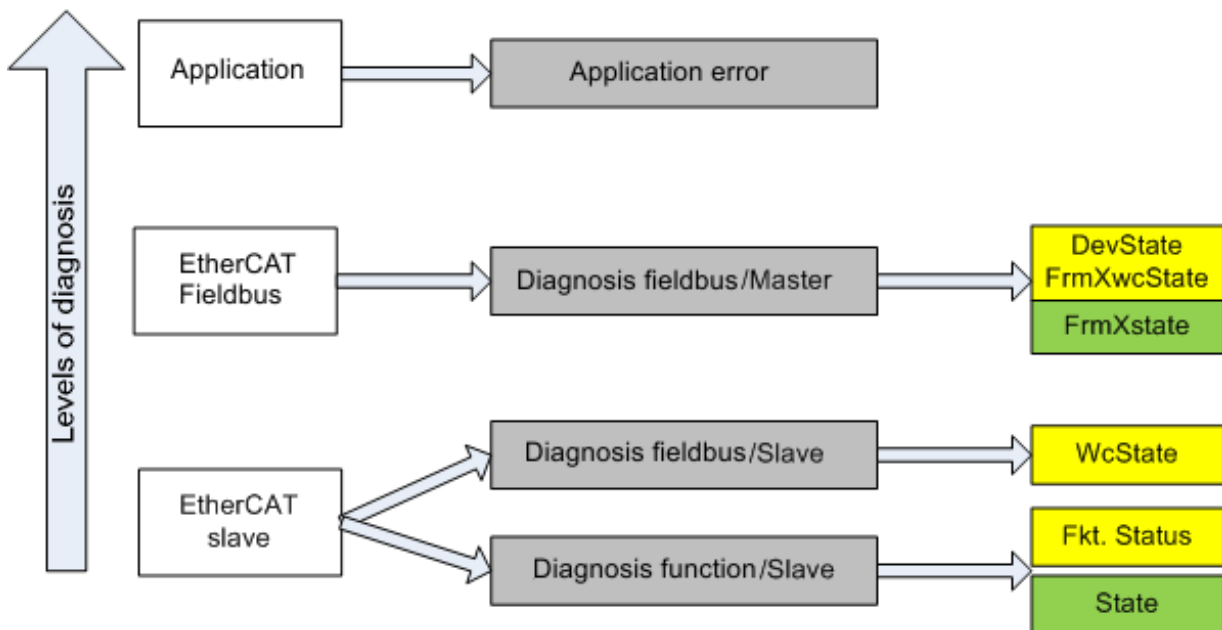 Levels of diagnosis
Application
Application error
EtherCAT
Fieldbus
Diagnosis fieldbus/Master
DevState
FrmXwcState
FrmXstate
EtherCAT
slave
Diagnosis fieldbus/Slave
WcState
Diagnosis function/Slave
Fkt. Status
State